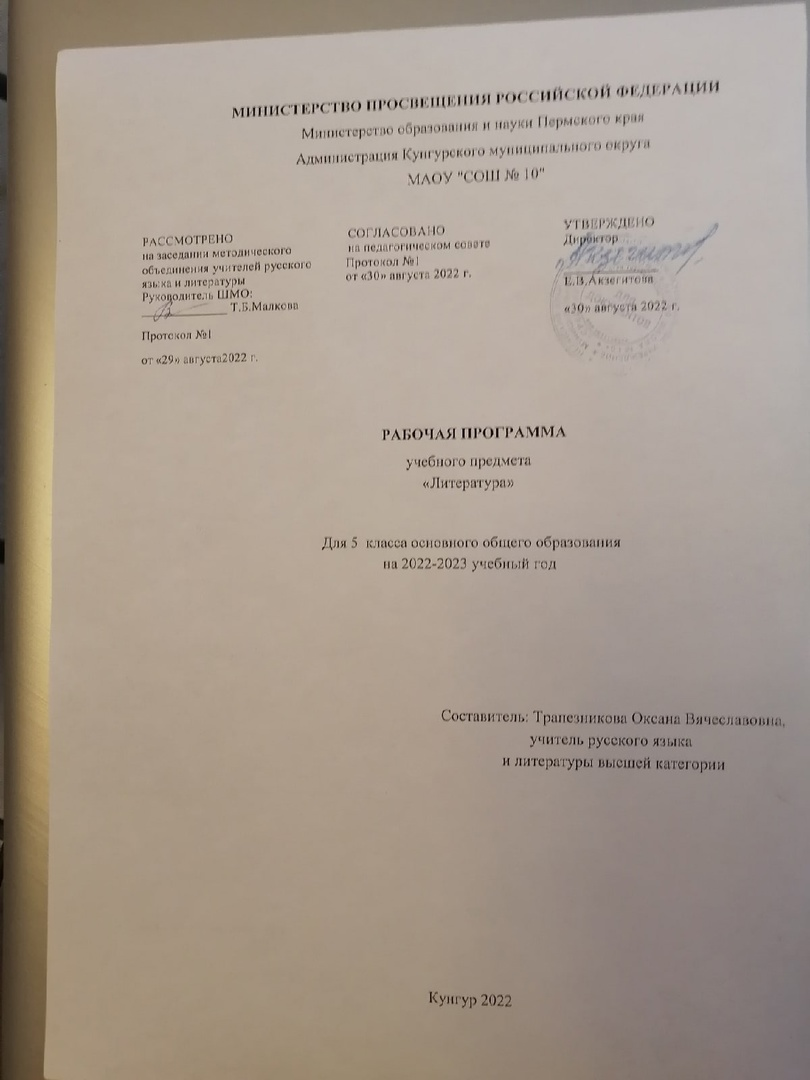 МИНИСТЕРСТВО ПРОСВЕЩЕНИЯ РОССИЙСКОЙ ФЕДЕРАЦИИ
Министерство образования и науки Пермского края
Администрация Кунгурского муниципального округа
МАОУ "СОШ № 10"
РАССМОТРЕНО
на заседании методического
объединения учителей русского
языка и литературы
Руководитель ШМО:
Т.Б.Малкова
Протокол №1
от «29» августа2022 г.
СОГЛАСОВАНО
на педагогическом совете
Протокол №1
от «30» августа 2022 г.
УТВЕРЖДЕНО
Директор
Е.В.Акзегитова
«30» августа 2022 г.
РАБОЧАЯ ПРОГРАММА
учебного предмета
«Литература»
Для 5 класса основного общего образования
на 2022-2023 учебный год
Составитель: Трапезникова Оксана Вячеславовна,
учитель русского языка
и литературы высшей категории
Кунгур 2022